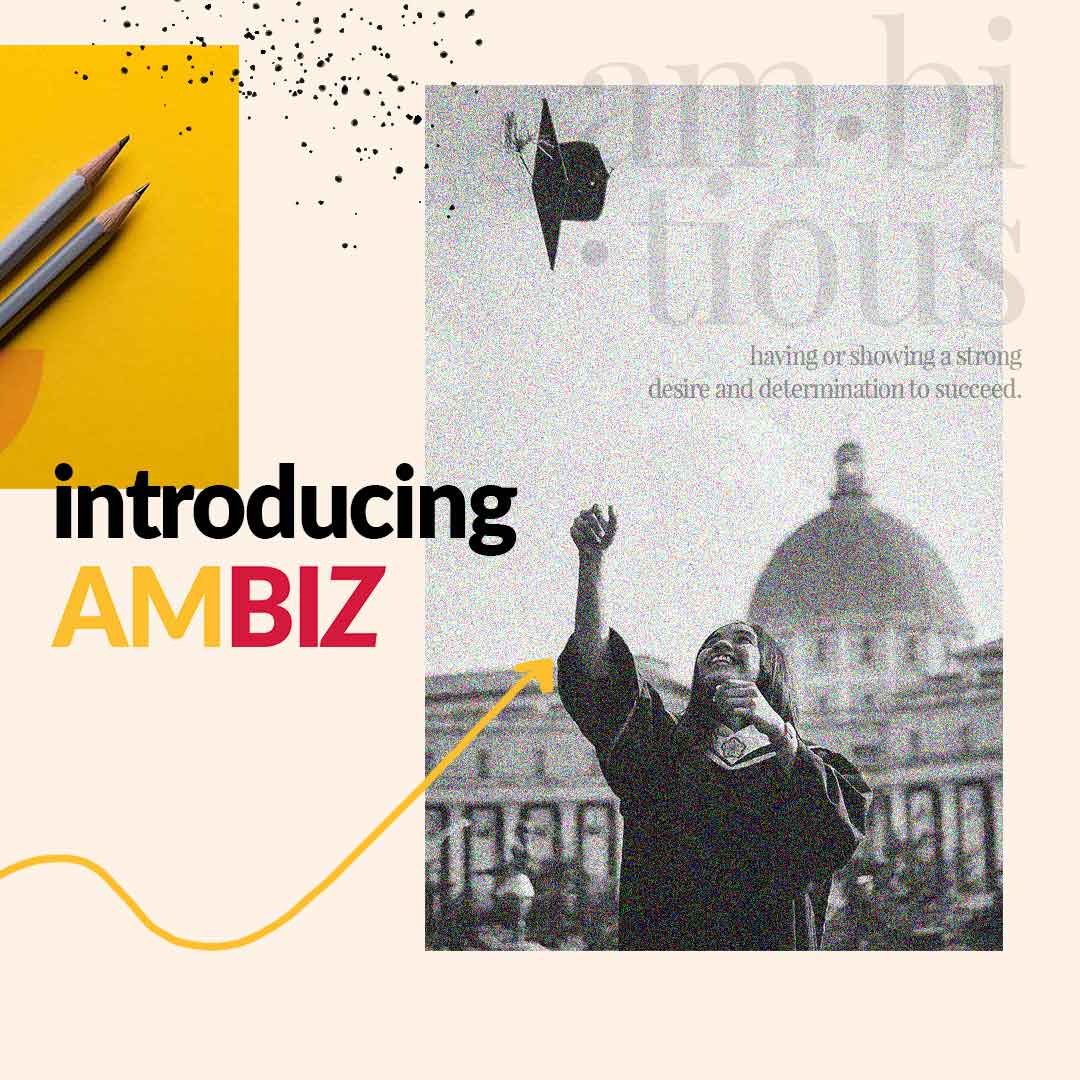 am·bi
·tious
having or showing a strong
desire and determination to succeed.
introducing
AMBIZ